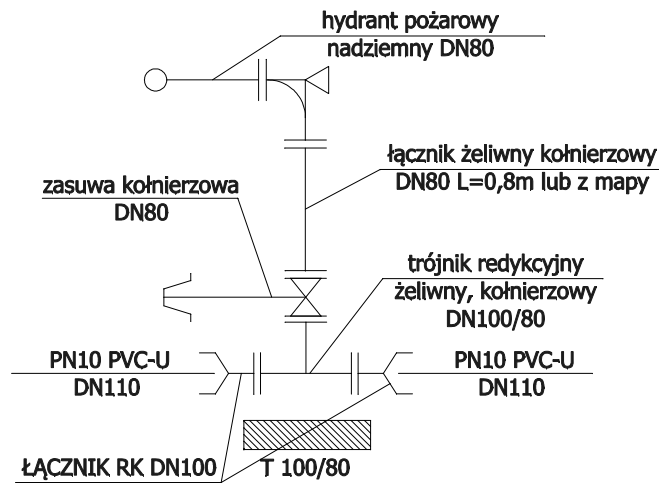 hydrant pożarowy
nadziemny DN80
łącznik żeliwny kołnierzowy
DN80 L=0,8m lub z mapy
zasuwa kołnierzowa
DN80
trójnik redykcyjny
żeliwny, kołnierzowy
DN100/80
PN10 PVC-U
DN110
PN10 PVC-U
DN110
ŁĄCZNIK RK DN100
T 100/80